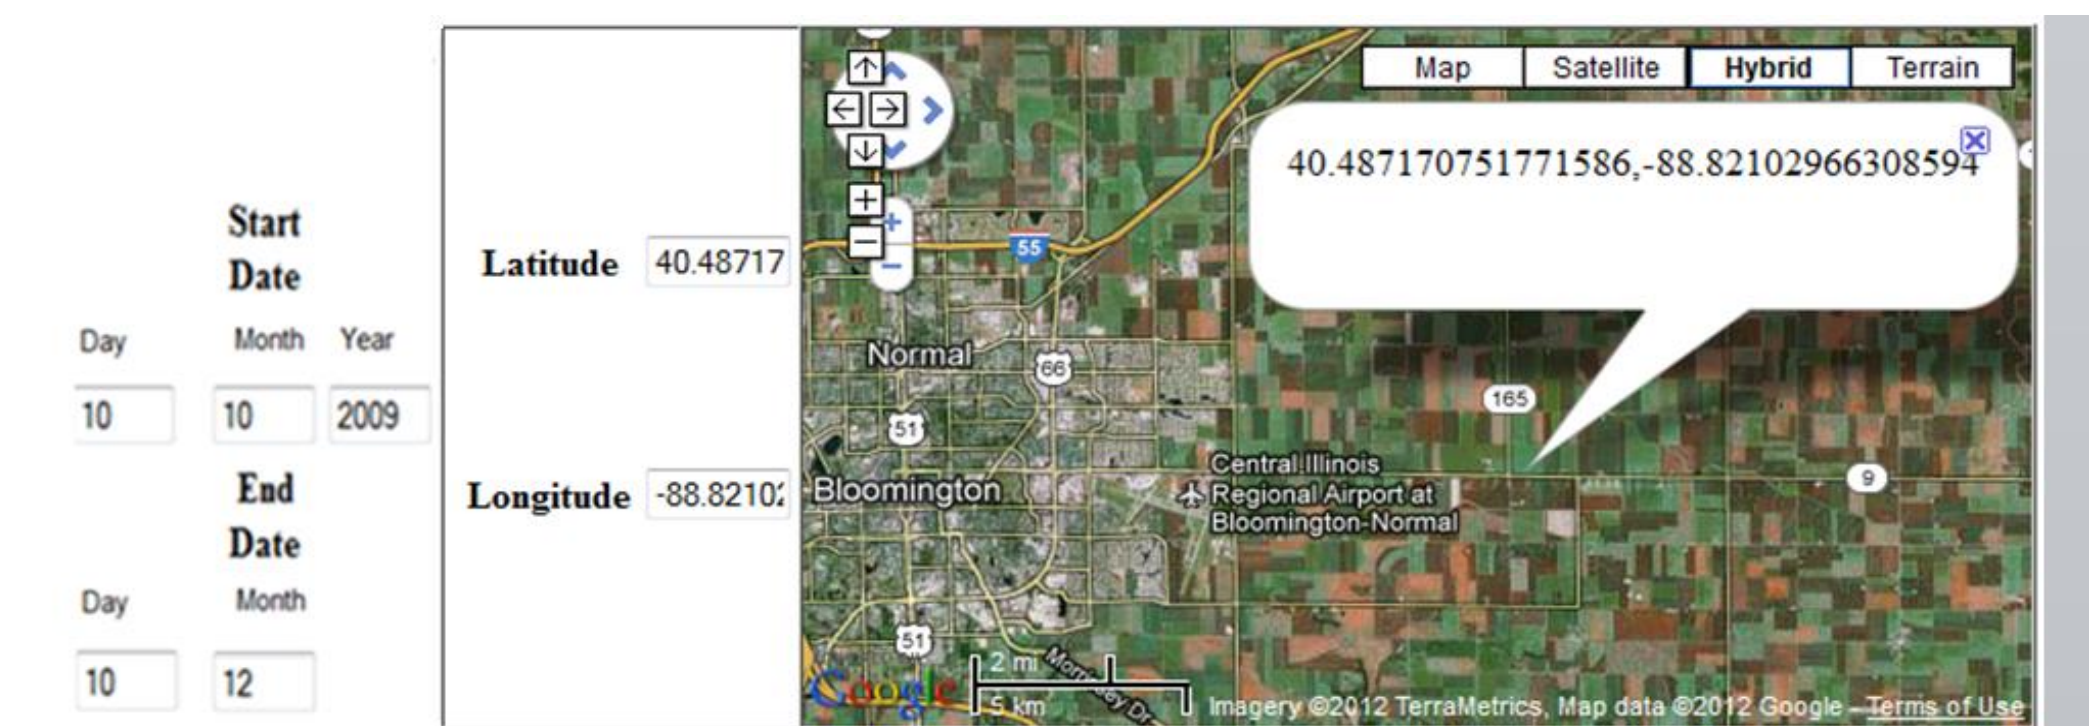 Start
Date
Day Month Year
10 10 2009
End
Date
Day Month
10 12
Latitude 40.48717
Longitude -88.82102
Map Satellite Hybrid Terrain
40.487170751771586,-88.82102966308594
55
Normal
66
165
51
Central Illinois
Regional Airport at
Bloomington-Normal
Bloomington
9
51
2 mi
Morrissey Dr
5 km
Google
Imagery ©2012 TerraMetrics, Map data ©2012 Google - Terms of Use